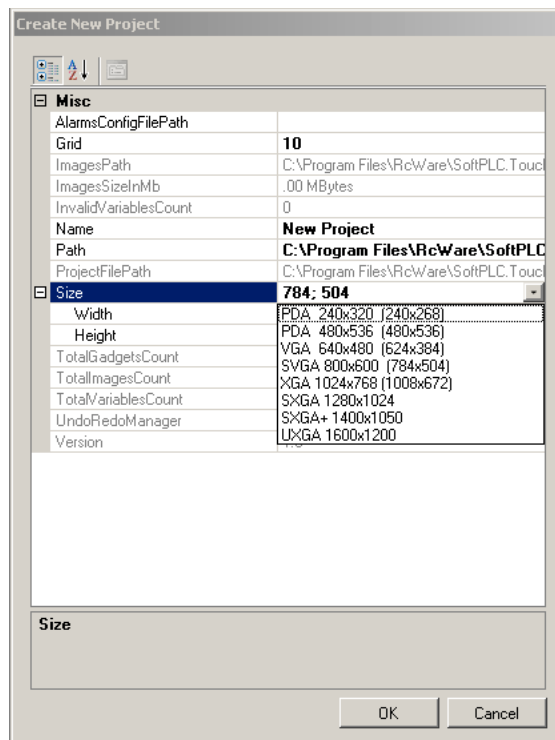 Create New Project
Misc
AlarmsConfigFilePath
Grid 10
ImagesPath C:\Program Files\RcWare\SoftPLC.Toucl
ImagesSizeInMb .00 MBytes
InvalidVariablesCount 0
Name New Project
Path C:\Program Files\RcWare\SoftPLC
ProjectFilePath C:\Program Files\RcWare\SoftPLC.Toucl
Size 784; 504
Width PDA 240x320 (240x268)
Height PDA 480x536 (480x536)
TotalGadgetsCount VGA 640x480 (624x384)
TotalImagesCount SVGA 800x600 (784x504)
TotalVariablesCount XGA 1024x768 (1008x672)
UndoRedoManager SXGA 1280x1024
Version SXGA+ 1400x1050
UXGA 1600x1200
Size
OK Cancel